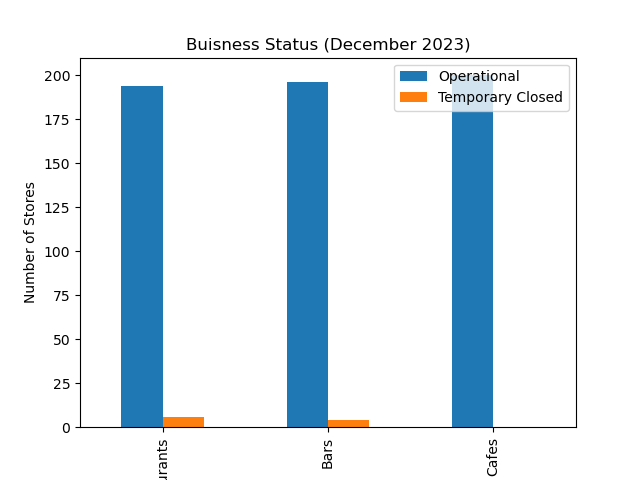 Buisness Status (December 2023)
Operational
Temporary Closed
Number of Stores
200
175
150
125
100
75
50
25
0
urants
Bars
Cafes